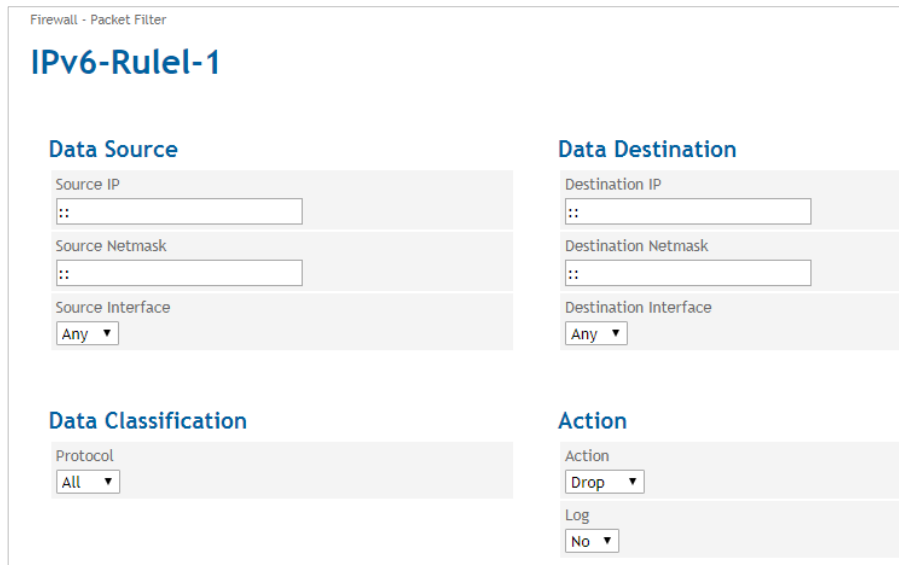 Firewall - Packet Filter
IPv6-Rulel-1
Data Source
Source IP
::
Source Netmask
::
Source Interface
Any
Data Destination
Destination IP
::
Destination Netmask
::
Destination Interface
Any
Data Classification
Protocol
All
Action
Action
Drop
Log
No